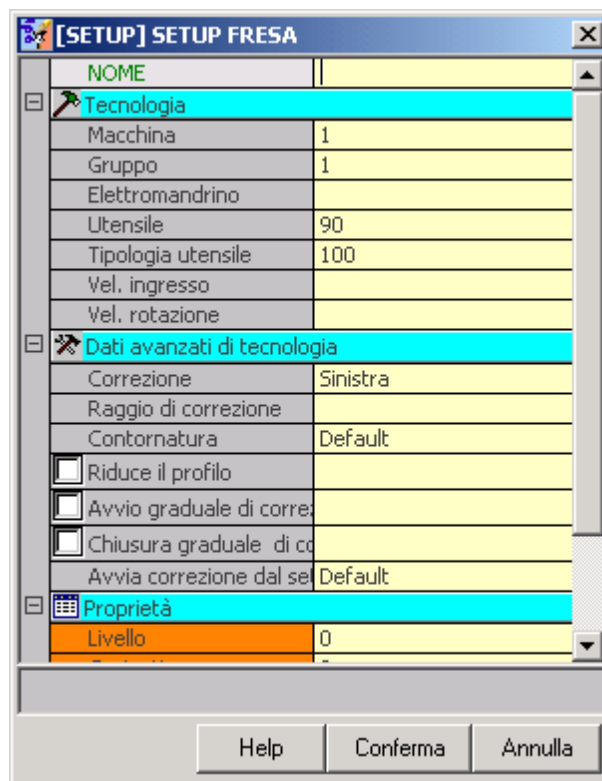 [SETUP] SETUP FRESA
NOME
Tecnologia
Macchina 1
Gruppo 1
Elettromandrino
Utensile 90
Tipologia utensile 100
Vel. ingresso
Vel. rotazione
Dati avanzati di tecnologia
Correzione Sinistra
Raggio di correzione
Contornatura Default
Riduce il profilo
Avvio graduale di corre
Chiusura graduale di co
Avvia correzione dal set Default
Proprietà
Livello 0
Help Conferma Annulla